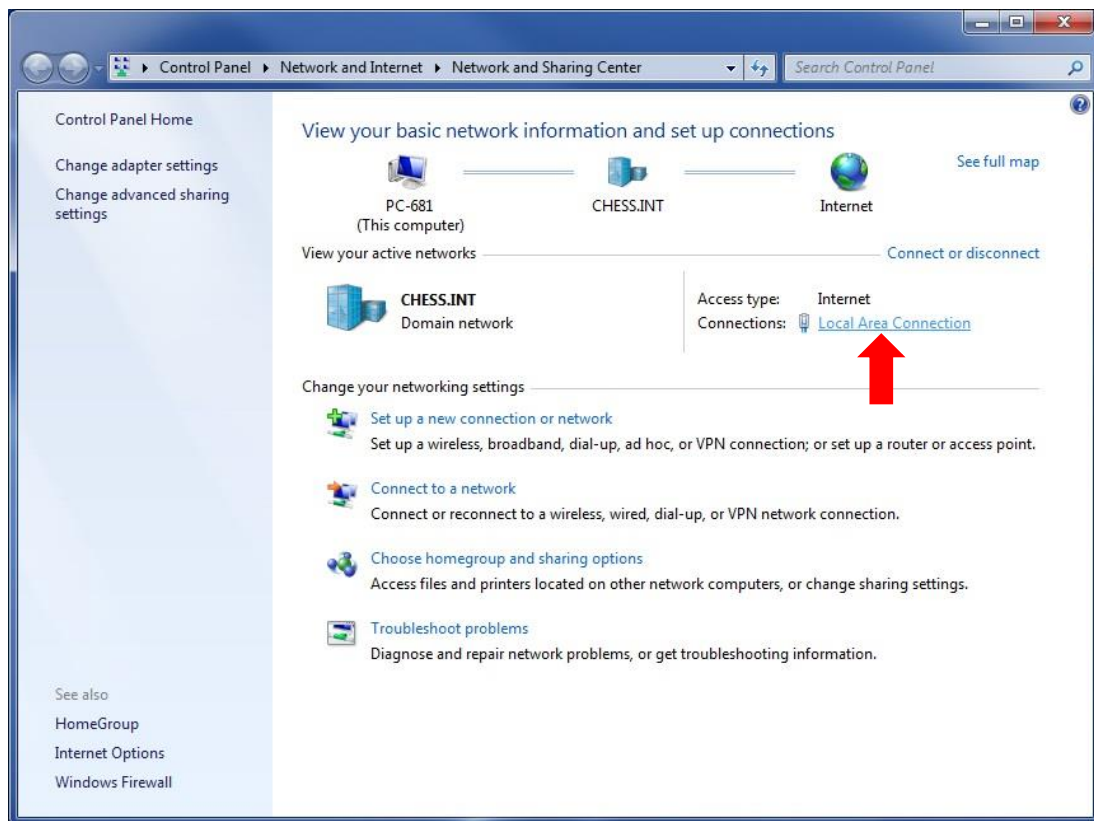 Control Panel ▸ Network and Internet ▸ Network and Sharing Center
Search Control Panel
Control Panel Home
Change adapter settings
Change advanced sharing
settings
View your basic network information and set up connections
See full map
PC-681
(This computer)
CHESS.INT
Internet
View your active networks
Connect or disconnect
CHESS.INT
Domain network
Access type: Internet
Connections: Local Area Connection
Change your networking settings
Set up a new connection or network
Set up a wireless, broadband, dial-up, ad hoc, or VPN connection; or set up a router or access point.
Connect to a network
Connect or reconnect to a wireless, wired, dial-up, or VPN network connection.
Choose homegroup and sharing options
Access files and printers located on other network computers, or change sharing settings.
Troubleshoot problems
Diagnose and repair network problems, or get troubleshooting information.
See also
HomeGroup
Internet Options
Windows Firewall